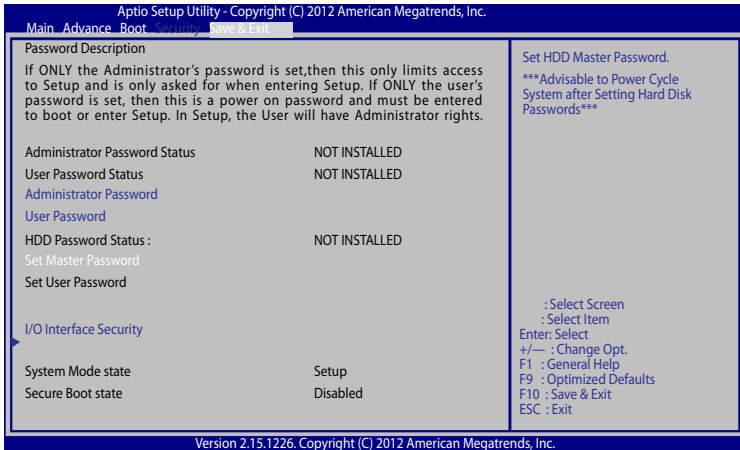 Aptio Setup Utility - Copyright (C) 2012 American Megatrends, Inc.
Main Advance Boot Security Save & Exit
Password Description
If ONLY the Administrator's password is set,then this only limits access
to Setup and is only asked for when entering Setup. If ONLY the user's
password is set, then this is a power on password and must be entered
to boot or enter Setup. In Setup, the User will have Administrator rights.
Administrator Password Status NOT INSTALLED
User Password Status NOT INSTALLED
Administrator Password
User Password
HDD Password Status : NOT INSTALLED
Set Master Password
Set User Password
I/O Interface Security
System Mode state Setup
Secure Boot state Disabled
Set HDD Master Password.
***Advisable to Power Cycle
System after Setting Hard Disk
Passwords***
: Select Screen
: Select Item
Enter: Select
+/— : Change Opt.
F1 : General Help
F9 : Optimized Defaults
F10 : Save & Exit
ESC : Exit
Version 2.15.1226. Copyright (C) 2012 American Megatrends, Inc.